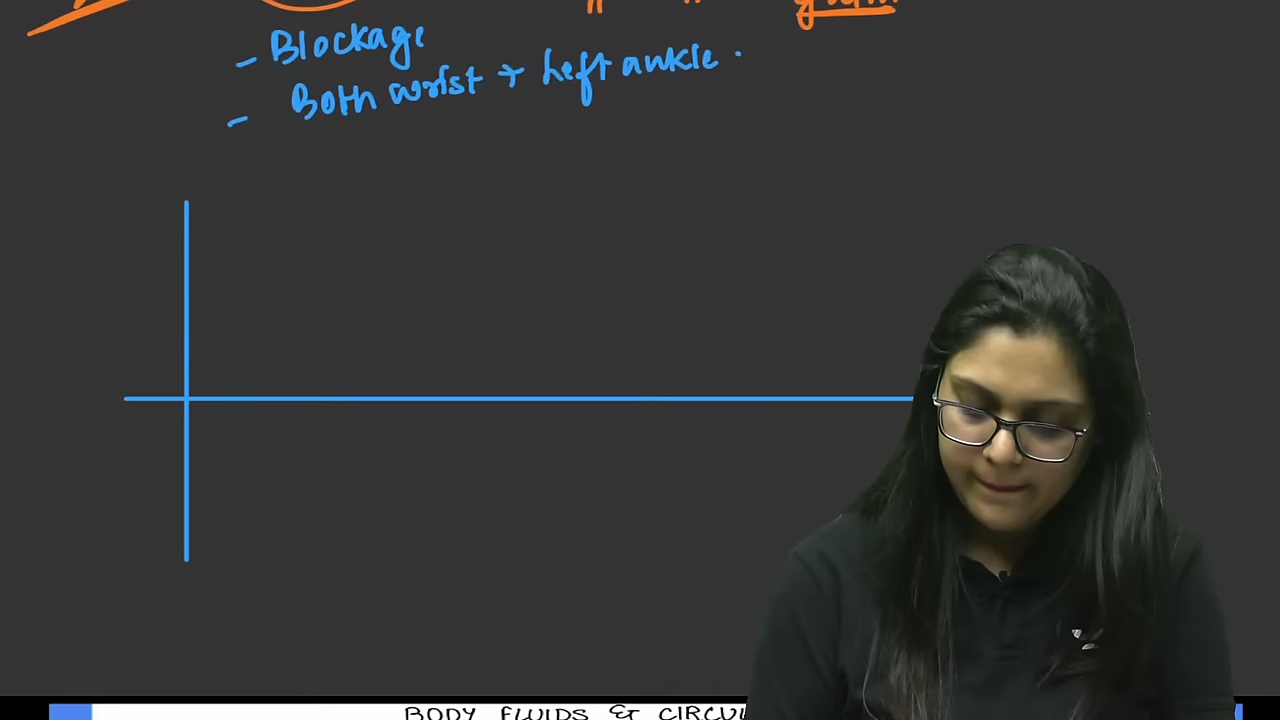 - Blockage
- Both wrist + Left ankle .
BODY FLUIDS & CIRCU